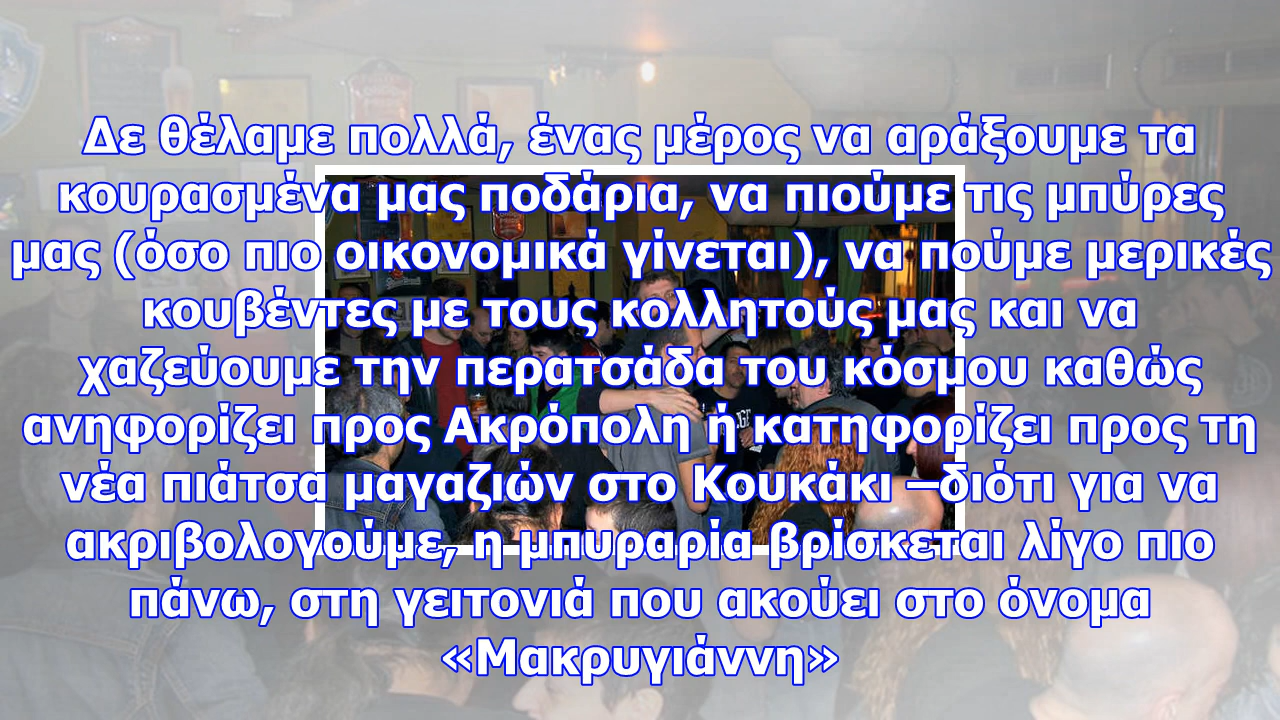 Δε θέλαμε πολλά, ένας μέρος να αράξουμε τα
κουρασμένα μας ποδάρια, να πιούμε τις μπύρες
μας (όσο πιο οικονομικά γίνεται), να πούμε μερικές
κουβέντες με τους κολλητούς μας και να
χαζεύουμε την περατσάδα του κόσμου καθώς
ανηφορίζει προς Ακρόπολη ή κατηφορίζει προς τη
νέα πιάτσα μαγαζιών στο Κουκάκι –διότι για να
ακριβολογούμε, η μπυραρία βρίσκεται λίγο πιο
πάνω, στη γειτονιά που ακούει στο όνομα
«Μακρυγιάννη»